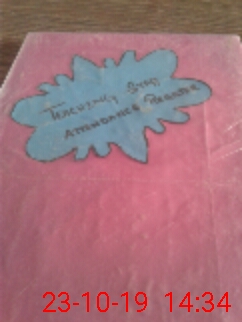 Teaching Staff
Attendance Register
23-10-19 14:34